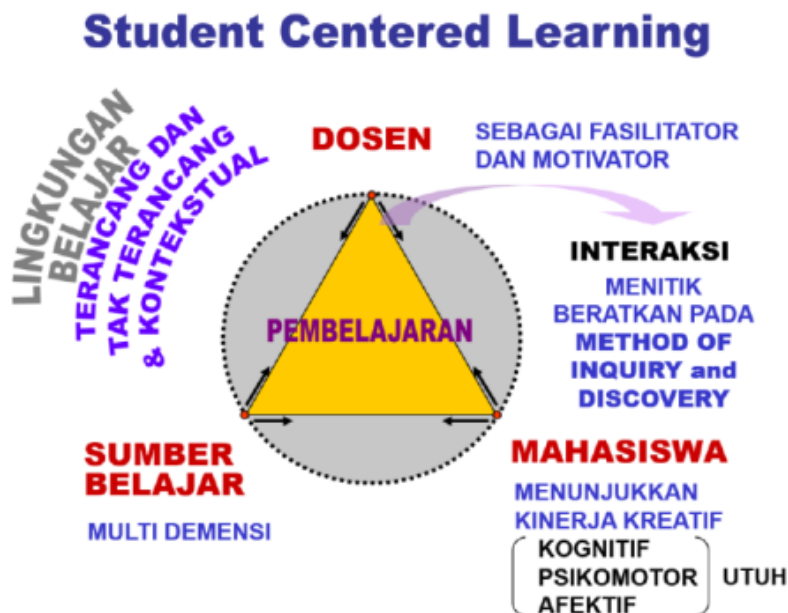 Student Centered Learning
LINGKUNGAN
BELAJAR
TERANCANG DAN
TAK TERANCANG
& KONTEKSTUAL
DOSEN
SEBAGAI FASILITATOR
DAN MOTIVATOR
INTERAKSI
MENITIK
BERATKAN PADA
METHOD OF
INQUIRY and
DISCOVERY
PEMBELAJARAN
SUMBER
BELAJAR
MULTI DEMENSI
MAHASISWA
MENUNJUKKAN
KINERJA KREATIF
KOGNITIF
PSIKOMOTOR UTUH
AFEKTIF